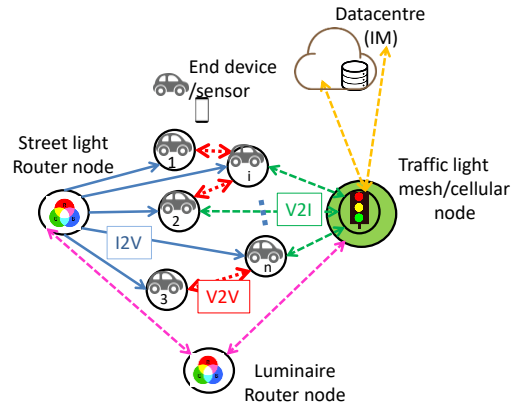 Datacentre
(IM)
End device
/sensor
Street light
Router node
1
i
Traffic light
mesh/cellular
node
2
V2I
I2V
n
3
V2V
Luminaire
Router node